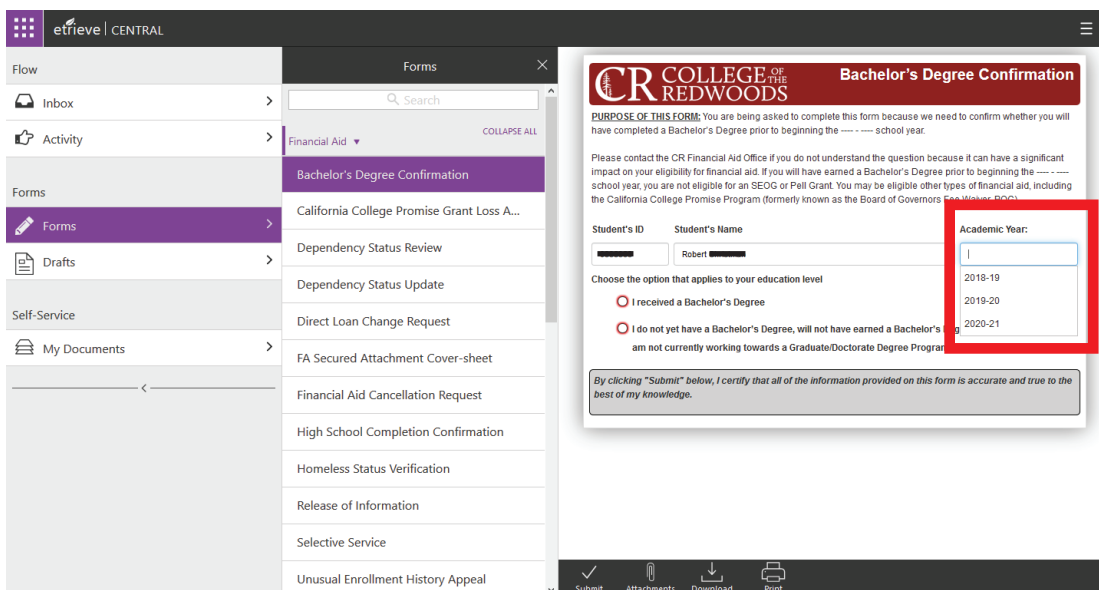 etrieve CENTRAL
Flow
Inbox
Activity
Forms
Forms
Drafts
Self-Service
My Documents
Forms
Search
COLLAPSE ALL
Financial Aid
Bachelor's Degree Confirmation
California College Promise Grant Loss A...
Dependency Status Review
Dependency Status Update
Direct Loan Change Request
FA Secured Attachment Cover-sheet
Financial Aid Cancellation Request
High School Completion Confirmation
Homeless Status Verification
Release of Information
Selective Service
Unusual Enrollment History Appeal
CR COLLEGE OF THE REDWOODS
Bachelor's Degree Confirmation
PURPOSE OF THIS FORM: You are being asked to complete this form because we need to confirm whether you will
have completed a Bachelor's Degree prior to beginning the ---- - ---- school year.
Please contact the CR Financial Aid Office if you do not understand the question because it can have a significant
impact on your eligibility for financial aid. If you will have earned a Bachelor's Degree prior to beginning the ---- - ----
school year, you are not eligible for an SEOG or Pell Grant. You may be eligible other types of financial aid, including
the California College Promise Program (formerly known as the Board of Governors Fee Waiver-BOG)
Student's ID Student's Name Academic Year:
Robert
2018-19
2019-20
2020-21
Choose the option that applies to your education level
I received a Bachelor's Degree
I do not yet have a Bachelor's Degree, will not have earned a Bachelor's
am not currently working towards a Graduate/Doctorate Degree
By clicking "Submit" below, I certify that all of the information provided on this form is accurate and true to the
best of my knowledge.
Submit Attachments Download Print